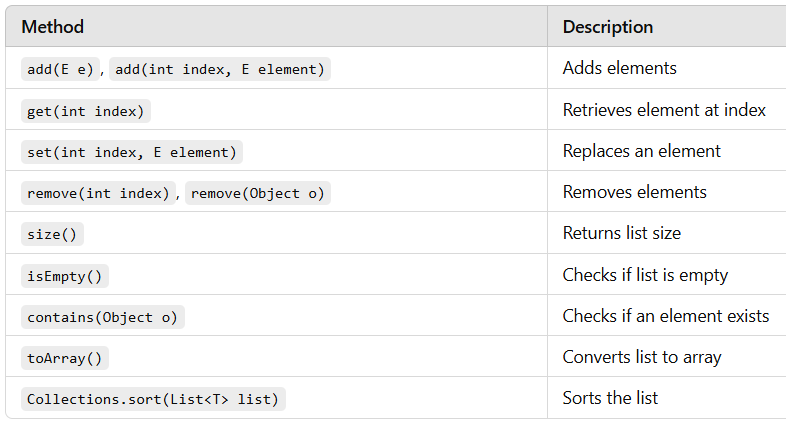 Method Description
add(E e), add(int index, E element) Adds elements
get(int index) Retrieves element at index
set(int index, E element) Replaces an element
remove(int index), remove(Object o) Removes elements
size() Returns list size
isEmpty() Checks if list is empty
contains(Object o) Checks if an element exists
toArray() Converts list to array
Collections.sort(List<T> list) Sorts the list